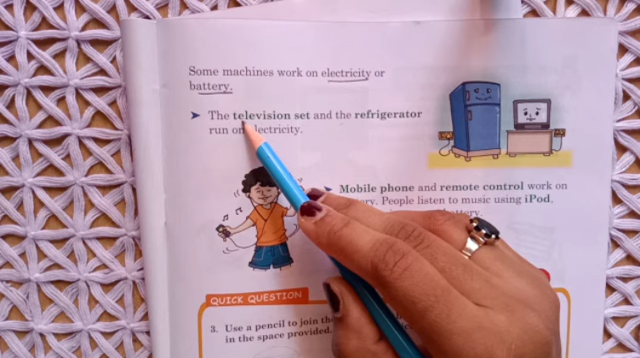 Some machines work on electricity or
battery.
The television set and the refrigerator
run on electricity.
Mobile phone and remote control work on
People listen to music using iPod.
battery.
QUICK QUESTION
3. Use a pencil to join the
in the space provided.